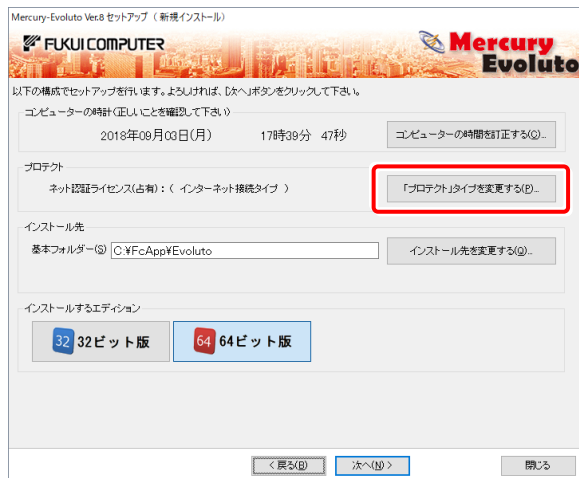 Mercury-Evoluto Ver.8 セットアップ（ 新規インストール）
FUKUI COMPUTER
Mercury
Evoluto
以下の構成でセットアップを行います。よろしければ、[次へ]ボタンをクリックして下さい。
コンピューターの時計（正しいことを確認して下さい）
2018年09月03日(月) 17時39分 47秒 コンピューターの時間を訂正する(C)...
プロテクト
ネット認証ライセンス(占有)：( インターネット接続タイプ ) 「プロテクト」タイプを変更する(P)...
インストール先
基本フォルダー(S) C:¥FcApp¥Evoluto インストール先を変更する(O)...
インストールするエディション
32 32ビット版 64 64ビット版
< 戻る(B) 次へ(N) > 閉じる